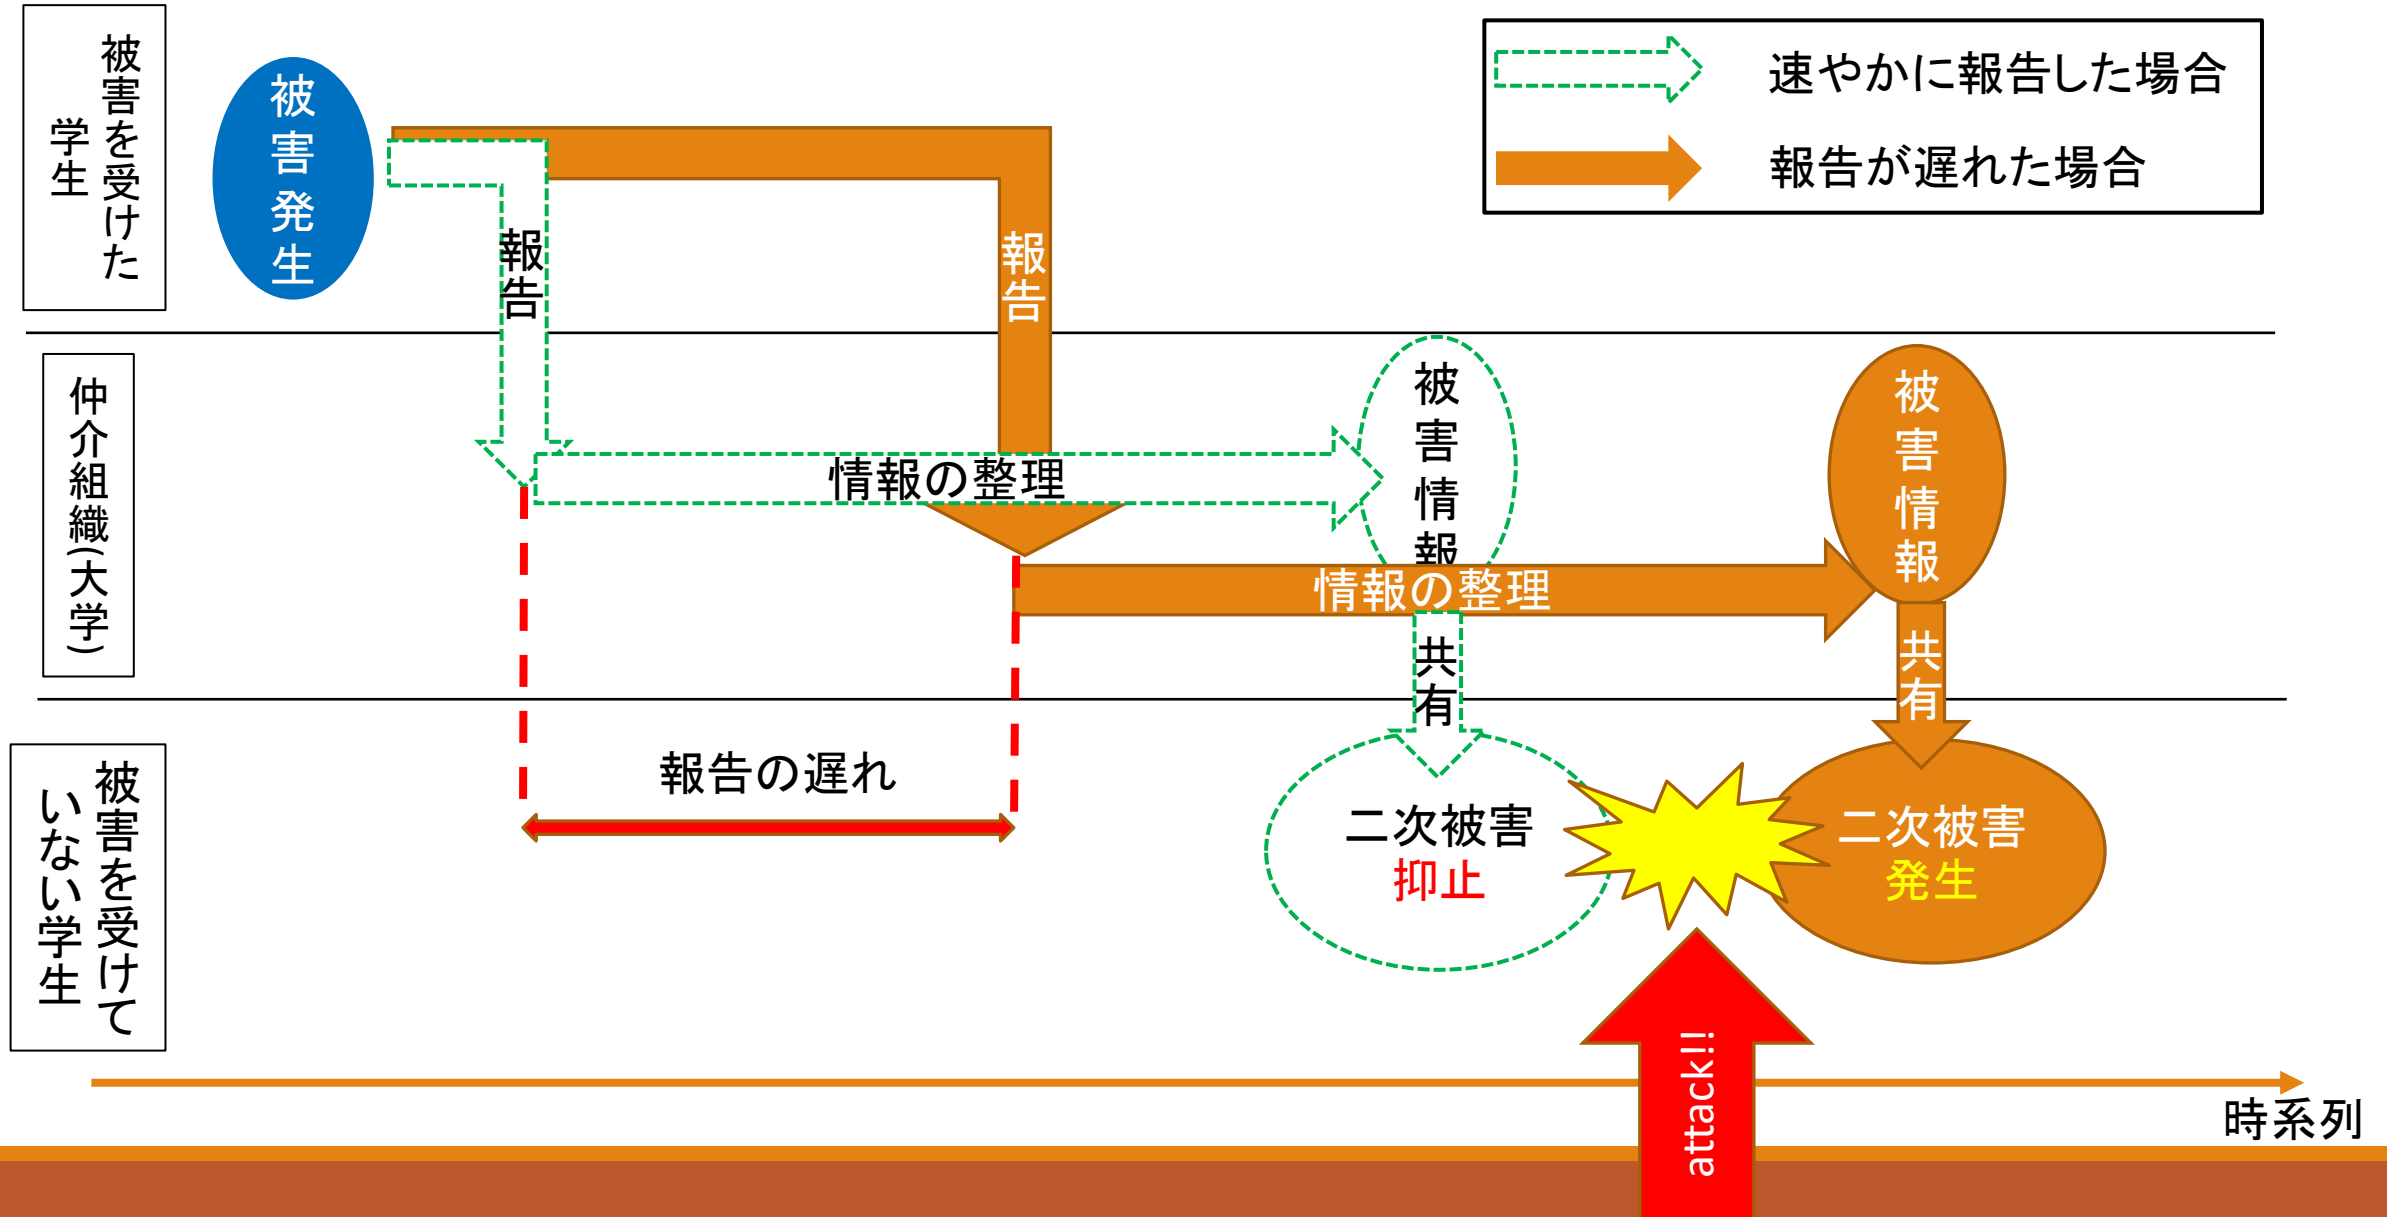 被害を受けた
学生
被害発生
速やかに報告した場合
報告が遅れた場合
報告
報告
仲介組織(大学)
情報の整理
被害情報
被害情報
情報の整理
共有
共有
被害を受けて
いない学生
報告の遅れ
二次被害
抑止
二次被害
発生
attack!!
時系列